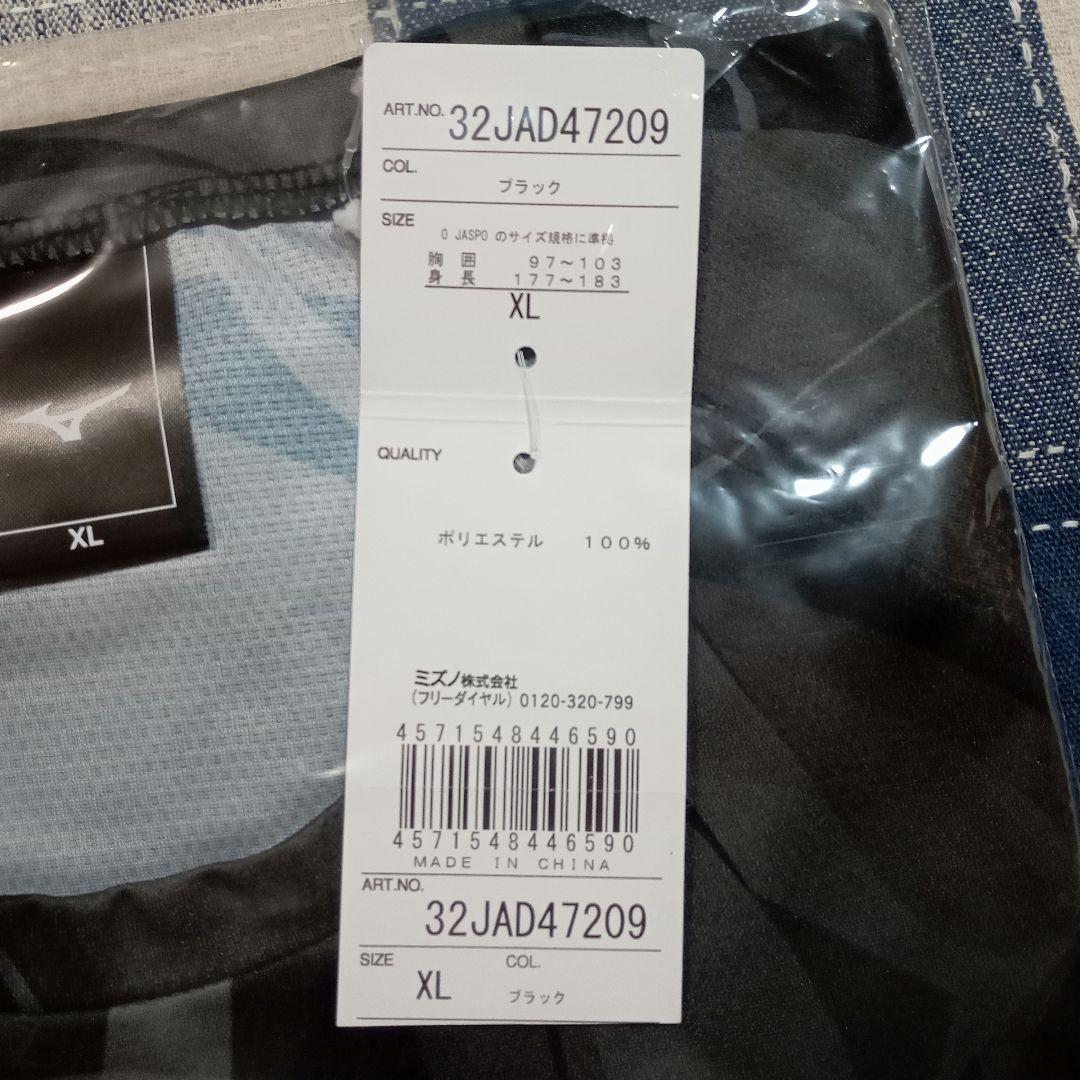 ART.NO. 32JAD47209
COL.
ブラック
SIZE
O JASPO のサイズ規格に準拠
胸 囲 97～103
身 長 177～183
XL
QUALITY
ポリエステル 100%
ミズノ株式会社
(フリーダイヤル) 0120-320-799
4571548446590
4571548446590
MADE IN CHINA
ART.NO.
32JAD47209
SIZE COL.
XL ブラック
XL